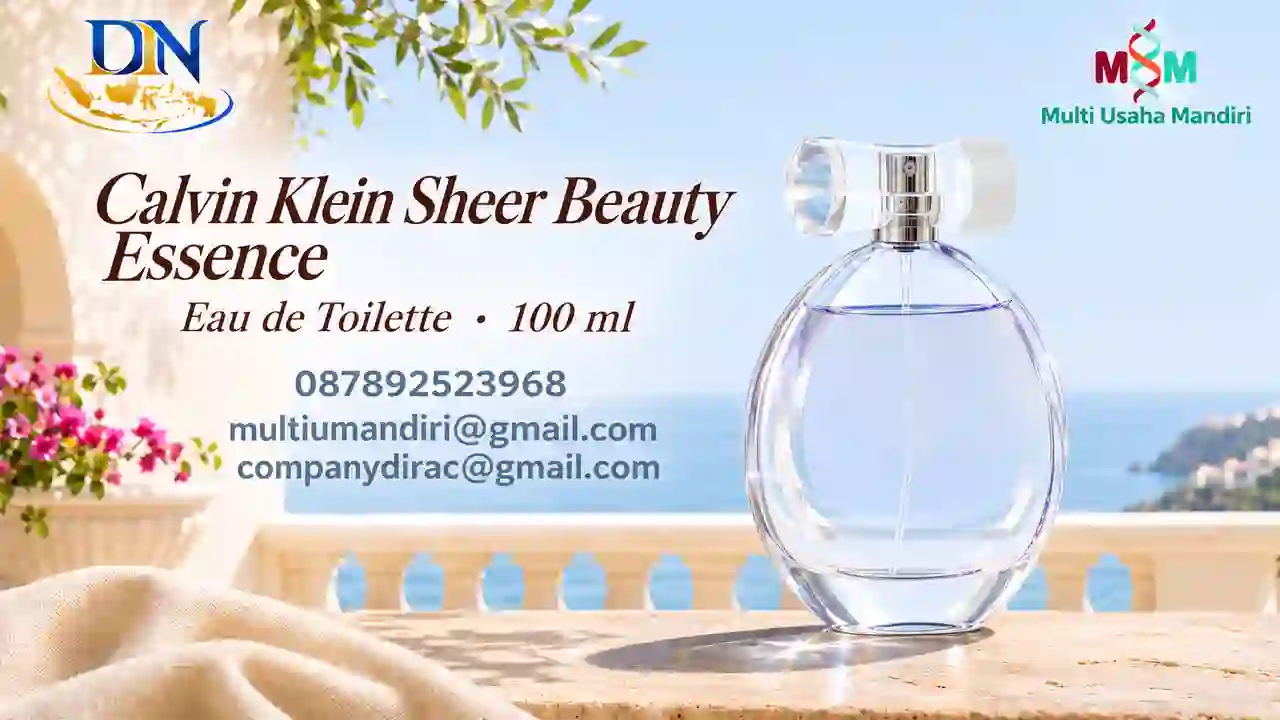 DN
M M
Multi Usaha Mandiri
Calvin Klein Sheer Beauty
Essence
Eau de Toilette • 100 ml
087892523968
multiumandiri@gmail.com
companydirac@gmail.com